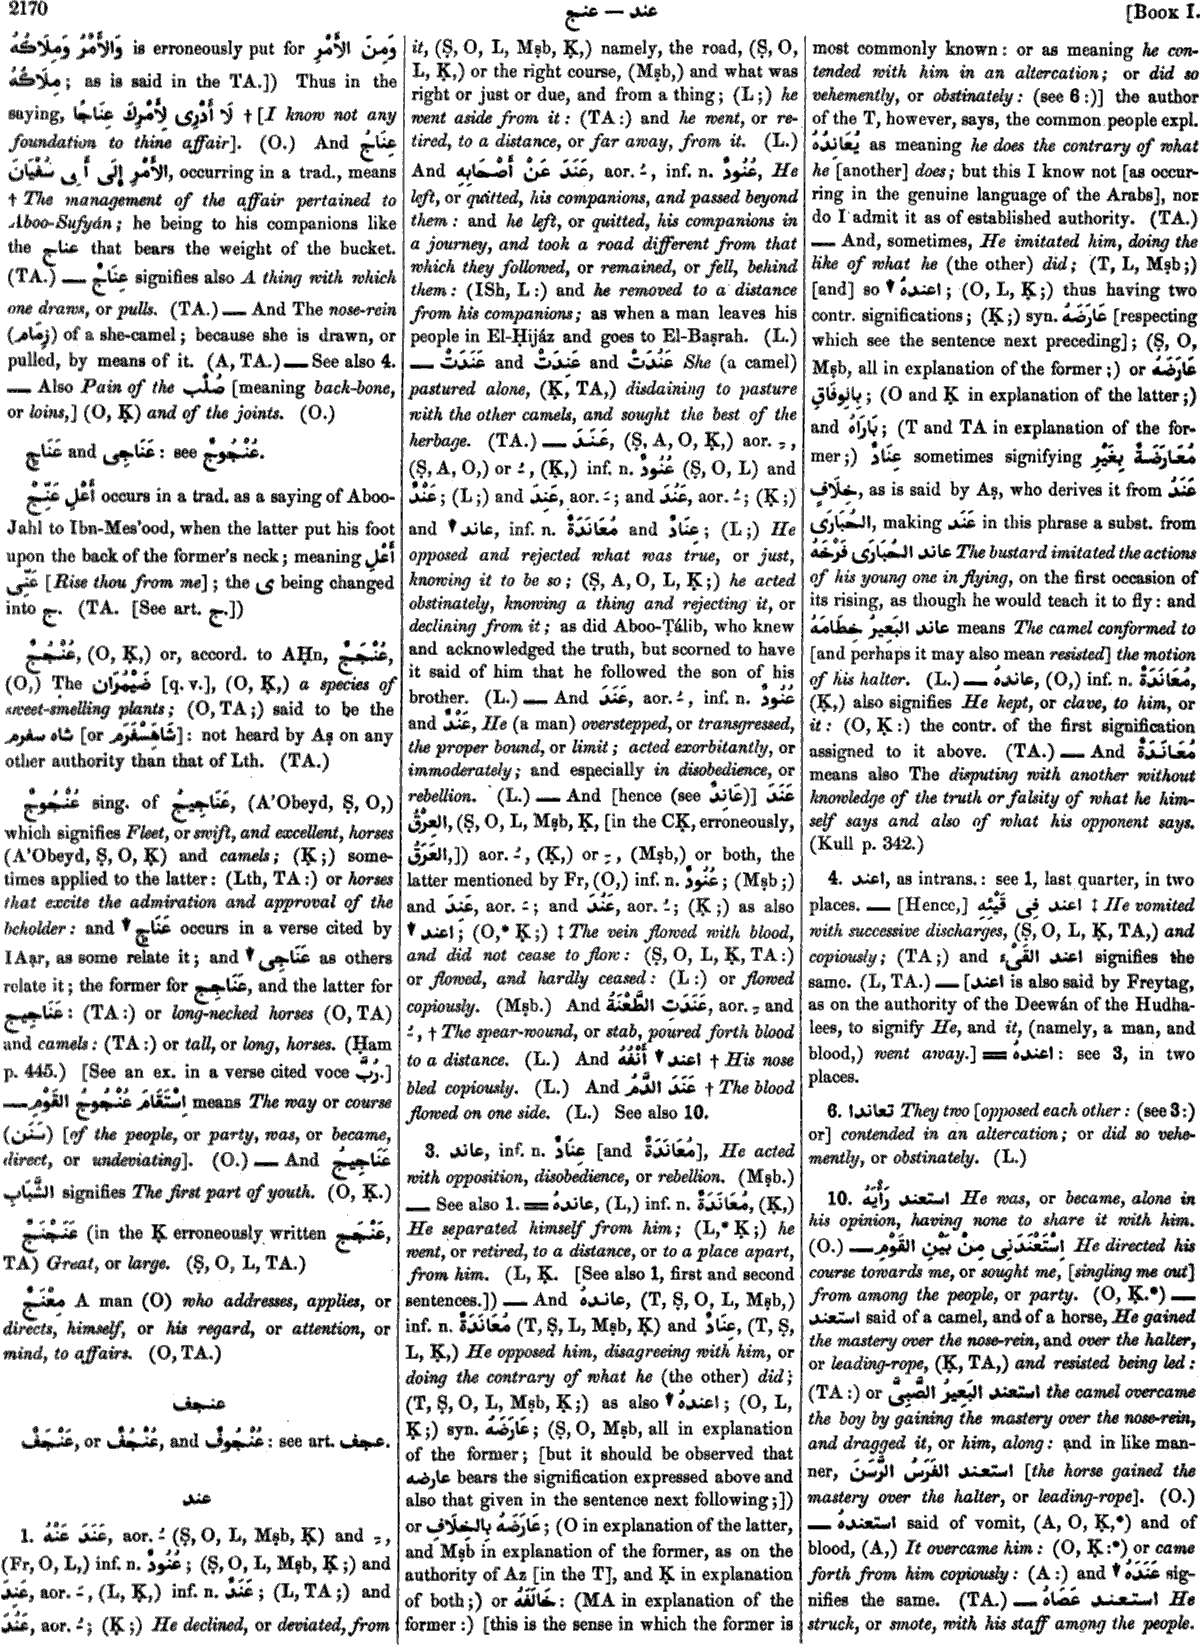 2170
عنج — عند
[Book I.
وَالأَمْرُ وَمِلَاكُهُ is erroneously put for وَمِنَ الأَمْرِ
مِلَاكُهُ; as is said in the TA.]) Thus in the
saying, لَا أَدْرِى لِأَمْرِكَ عِنَاجًا † [I know not any
foundation to thine affair]. (O.) And عِنَاجُ
الأَمْرِ إِلَى أَبِى سُفْيَانَ, occurring in a trad., means
† The management of the affair pertained to
Aboo-Sufyán; he being to his companions like
the عناج that bears the weight of the bucket.
(TA.) — عِنَاجٌ signifies also A thing with which
one draws, or pulls. (TA.) — And The nose-rein
(زِمَام) of a she-camel; because she is drawn, or
pulled, by means of it. (A, TA.) — See also 4.
— Also Pain of the صُلْب [meaning back-bone,
or loins,] (O, Ḳ) and of the joints. (O.)
عَنَاجٍ and عَنَاجِى: see عُنْجُوجٌ.
أَعْلِ عَنِّجْ occurs in a trad. as a saying of Aboo-
Jahl to Ibn-Mes'ood, when the latter put his foot
upon the back of the former's neck; meaning أَعْلِ
عَنِّى [Rise thou from me]; the ى being changed
into ج. (TA. [See art. ج.])
عُنْجُجٌ, (O, Ḳ,) or, accord. to AḤn, عَنْجَجٌ,
(O,) The ضَيْمُرَان [q. v.], (O, Ḳ,) a species of
sweet-smelling plants; (O, TA;) said to be the
شاه سفرم [or شَاهَسْفَرَم]: not heard by Aṣ on any
other authority than that of Lth. (TA.)
عُنْجُوجٌ sing. of عَنَاجِيجُ, (A'Obeyd, Ṣ, O,)
which signifies Fleet, or swift, and excellent, horses
(A'Obeyd, Ṣ, O, Ḳ) and camels; (Ḳ;) some-
times applied to the latter: (Lth, TA:) or horses
that excite the admiration and approval of the
beholder: and ▼ عَنَاجٍ occurs in a verse cited by
IAạr, as some relate it; and ▼ عَنَاجِى as others
relate it; the former for عَنَاجِج, and the latter for
عَنَاجِيج: (TA:) or long-necked horses (O, TA)
and camels: (TA:) or tall, or long, horses. (Ḥam
p. 445.) [See an ex. in a verse cited voce رُبَّ.]
— اِسْتَقَامَ عُنْجُوجُ القَوْمِ means The way or course
(سَنَن) [of the people, or party, was, or became,
direct, or undeviating]. (O.) — And عَنَاجِيجُ
الشَّبَابِ signifies The first part of youth. (O, Ḳ.)
عَنَجْنَجٌ (in the Ḳ erroneously written عَنْجَج,
TA) Great, or large. (Ṣ, O, L, TA.)
مِعْنَجٌ A man (O) who addresses, applies, or
directs, himself, or his regard, or attention, or
mind, to affairs. (O, TA.)
عنجف
عَنْجَفٌ, or عُنْجُفٌ, and عُنْجُوفٌ: see art. عجف.
عند
1. عَنَدَ عَنْهُ, aor. ـُ (Ṣ, O, L, Mṣb, Ḳ) and ـِ,
(Fr, O, L,) inf. n. عُنُودٌ; (Ṣ, O, L, Mṣb, Ḳ;) and
عَنِدَ, aor. ـَ, (L, Ḳ,) inf. n. عَنَدٌ; (L, TA;) and
عَنُدَ, aor. ـُ; (Ḳ;) He declined, or deviated, from
it, (Ṣ, O, L, Mṣb, Ḳ,) namely, the road, (Ṣ, O,
L, Ḳ,) or the right course, (Mṣb,) and what was
right or just or due, and from a thing; (L;) he
went aside from it: (TA:) and he went, or re-
tired, to a distance, or far away, from it. (L.)
And عَنَدَ عَنْ أَصْحَابِهِ, aor. ـُ, inf. n. عُنُودٌ, He
left, or quitted, his companions, and passed beyond
them: and he left, or quitted, his companions in
a journey, and took a road different from that
which they followed, or remained, or fell, behind
them: (ISh, L:) and he removed to a distance
from his companions; as when a man leaves his
people in El-Ḥijáz and goes to El-Baṣrah. (L.)
— عَنَدَتْ and عَنِدَتْ and عَنُدَتْ She (a camel)
pastured alone, (Ḳ, TA,) disdaining to pasture
with the other camels, and sought the best of the
herbage. (TA.) — عَنَدَ, (Ṣ, A, O, Ḳ,) aor. ـِ,
(Ṣ, A, O,) or ـُ, (Ḳ,) inf. n. عُنُودٌ (Ṣ, O, L) and
عَنْدٌ; (L;) and عَنِدَ, aor. ـَ; and عَنُدَ, aor. ـُ; (Ḳ;)
and ▼ عاند, inf. n. مُعَانَدَةٌ and عِنَادٌ; (L;) He
opposed and rejected what was true, or just,
knowing it to be so; (Ṣ, A, O, L, Ḳ;) he acted
obstinately, knowing a thing and rejecting it, or
declining from it; as did Aboo-Ṭálib, who knew
and acknowledged the truth, but scorned to have
it said of him that he followed the son of his
brother. (L.) — And عَنَدَ, aor. ـُ, inf. n. عُنُودٌ
and عَنْدٌ, He (a man) overstepped, or transgressed,
the proper bound, or limit; acted exorbitantly, or
immoderately; and especially in disobedience, or
rebellion. (L.) — And [hence (see عَانِدٌ)] عَنَدَ
العِرْقُ, (Ṣ, O, L, Mṣb, Ḳ, [in the CḲ, erroneously,
العَرَقُ,]) aor. ـُ, (Ḳ,) or ـِ, (Mṣb,) or both, the
latter mentioned by Fr, (O,) inf. n. عُنُودٌ; (Mṣb;)
and عَنِدَ, aor. ـَ; and عَنُدَ, aor. ـُ; (Ḳ;) as also
▼ اعند; (O,* Ḳ;) ‡ The vein flowed with blood,
and did not cease to flow: (Ṣ, O, L, Ḳ, TA:)
or flowed, and hardly ceased: (L:) or flowed
copiously. (Mṣb.) And عَنَدَتِ الطَّعْنَةُ, aor. ـِ and
ـُ, † The spear-wound, or stab, poured forth blood
to a distance. (L.) And ▼ اعند أَنْفُهُ † His nose
bled copiously. (L.) And عَنَدَ الدَّمُ † The blood
flowed on one side. (L.) See also 10.
3. عاند, inf. n. عِنَادٌ [and مُعَانَدَةٌ], He acted
with opposition, disobedience, or rebellion. (Mṣb.)
— See also 1. = عاندهُ, (L,) inf. n. مُعَانَدَةٌ, (Ḳ,)
He separated himself from him; (L,* Ḳ;) he
went, or retired, to a distance, or to a place apart,
from him. (L, Ḳ. [See also 1, first and second
sentences.]) — And عاندهُ, (T, Ṣ, O, L, Mṣb,)
inf. n. مُعَانَدَةٌ (T, Ṣ, L, Mṣb, Ḳ) and عِنَادٌ, (T, Ṣ,
L, Ḳ,) He opposed him, disagreeing with him, or
doing the contrary of what he (the other) did;
(T, Ṣ, O, L, Mṣb, Ḳ;) as also ▼ اعندهُ; (O, L,
Ḳ;) syn. عَارَضَهُ; (Ṣ, O, Mṣb, all in explanation
of the former; [but it should be observed that
عارضه bears the signification expressed above and
also that given in the sentence next following;])
or عَارَضَهُ بِالخِلَافِ; (O in explanation of the latter,
and Mṣb in explanation of the former, as on the
authority of Az [in the T], and Ḳ in explanation
of both;) or خَالَفَهُ: (MA in explanation of the
former:) [this is the sense in which the former is
most commonly known: or as meaning he con-
tended with him in an altercation; or did so
vehemently, or obstinately: (see 6:)] the author
of the T, however, says, the common people expl.
يُعَانِدُهُ as meaning he does the contrary of what
he [another] does; but this I know not [as occur-
ring in the genuine language of the Arabs], nor
do I admit it as of established authority. (TA.)
— And, sometimes, He imitated him, doing the
like of what he (the other) did; (T, L, Mṣb;)
[and] so ▼ اعندهُ; (O, L, Ḳ;) thus having two
contr. significations; (Ḳ;) syn. عَارَضَهُ [respecting
which see the sentence next preceding]; (Ṣ, O,
Mṣb, all in explanation of the former;) or عَارَضَهُ
بِالوِفَاقِ; (O and Ḳ in explanation of the latter;)
and بَارَاهُ; (T and TA in explanation of the for-
mer;) عِنَادٌ sometimes signifying مُعَارَضَةٌ بِغَيْرِ
خِلَافٍ, as is said by Aṣ, who derives it from عَنَدُ
الحُبَارَى, making عَنَد in this phrase a subst. from
عاند الحُبَارَى فَرْخَهُ The bustard imitated the actions
of his young one in flying, on the first occasion of
its rising, as though he would teach it to fly: and
عاند البَعِيرُ خِطَامَهُ means The camel conformed to
[and perhaps it may also mean resisted] the motion
of his halter. (L.) — عاندهُ, (O,) inf. n. مُعَانَدَةٌ,
(Ḳ,) also signifies He kept, or clave, to him, or
it: (O, Ḳ:) the contr. of the first signification
assigned to it above. (TA.) — And مُعَانَدَةٌ
means also The disputing with another without
knowledge of the truth or falsity of what he him-
self says and also of what his opponent says.
(Kull p. 342.)
4. اعند, as intrans.: see 1, last quarter, in two
places. — [Hence,] اعند فِى قَيْئِهِ ‡ He vomited
with successive discharges, (Ṣ, O, L, Ḳ, TA,) and
copiously; (TA;) and اعند القَىْءَ signifies the
same. (L, TA.) — [اعند is also said by Freytag,
as on the authority of the Deewán of the Hudha-
lees, to signify He, and it, (namely, a man, and
blood,) went away.] = اعندهُ: see 3, in two
places.
6. تعاندا They two [opposed each other: (see 3:)
or] contended in an altercation; or did so vehe-
mently, or obstinately. (L.)
10. استعند رَأْيَهُ He was, or became, alone in
his opinion, having none to share it with him.
(O.) — اِسْتَعْنَدَنِى مِنْ بَيْنِ القَوْمِ He directed his
course towards me, or sought me, [singling me out]
from among the people, or party. (O, Ḳ.*) —
استعند said of a camel, and of a horse, He gained
the mastery over the nose-rein, and over the halter,
or leading-rope, (Ḳ, TA,) and resisted being led:
(TA:) or استعند البَعِيرُ الصَّبِىَّ the camel overcame
the boy by gaining the mastery over the nose-rein,
and dragged it, or him, along: and in like man-
ner, استعند الفَرَسُ الرَّسَنَ [the horse gained the
mastery over the halter, or leading-rope]. (O.)
— استعندهُ said of vomit, (A, O, Ḳ,*) and of
blood, (A,) It overcame him: (O, Ḳ:*) or came
forth from him copiously: (A:) and ▼ عَنَدَهُ sig-
nifies the same. (TA.) — استعند عَصَاهُ He
struck, or smote, with his staff among the people.